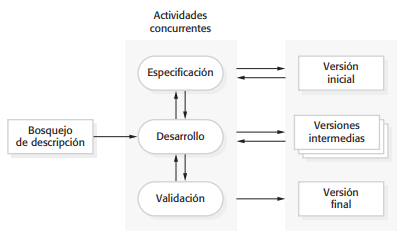 Actividades
concurrentes
Especificación
Versión
inicial
Bosquejo
de descripción
Desarrollo
Versiones
intermedias
Validación
Versión
final